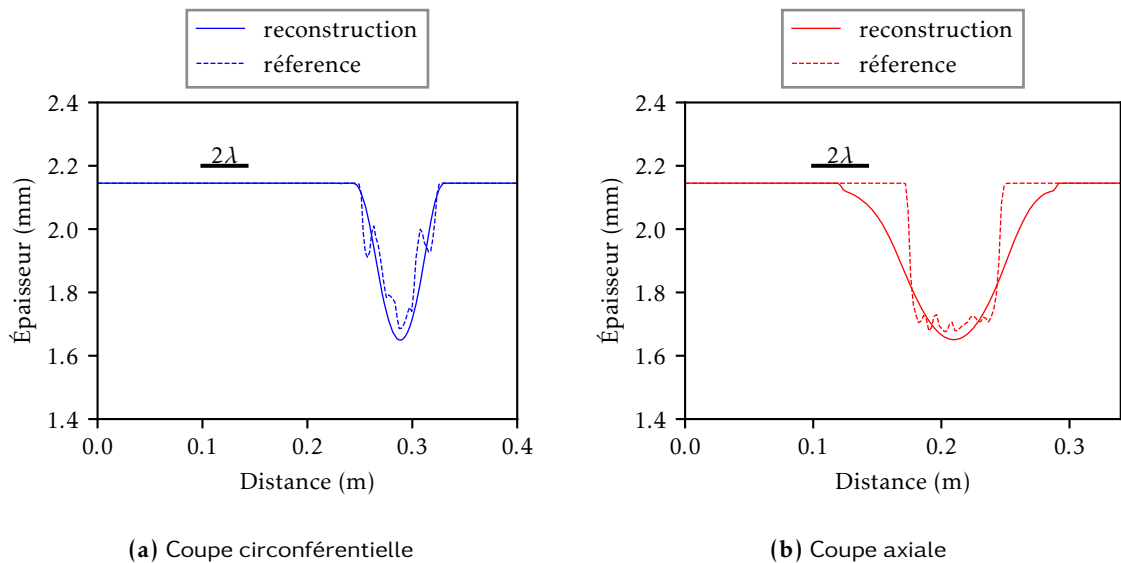 reconstruction
réference
2.4
2.2
2.0
1.8
1.6
1.4
Épaisseur (mm)
2λ
0.0 0.1 0.2 0.3 0.4
Distance (m)
(a) Coupe circonférentielle
reconstruction
réference
2.4
2.2
2.0
1.8
1.6
1.4
Épaisseur (mm)
2λ
0.0 0.1 0.2 0.3
Distance (m)
(b) Coupe axiale